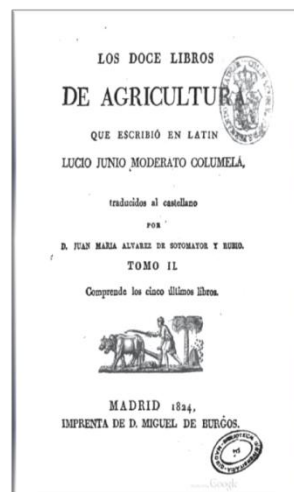 LOS DOCE LIBROS
DE AGRICULTURA
QUE ESCRIBIÓ EN LATIN
LUCIO JUNIO MODERATO COLUMELA,
traducidos al castellano
POR
D. JUAN MARIA ALVAREZ DE SOTOMAYOR Y RUBIO.
TOMO II.
Comprende los cinco últimos libros.
MADRID 1824,
IMPRENTA DE D. MIGUEL DE BURGOS.
Google